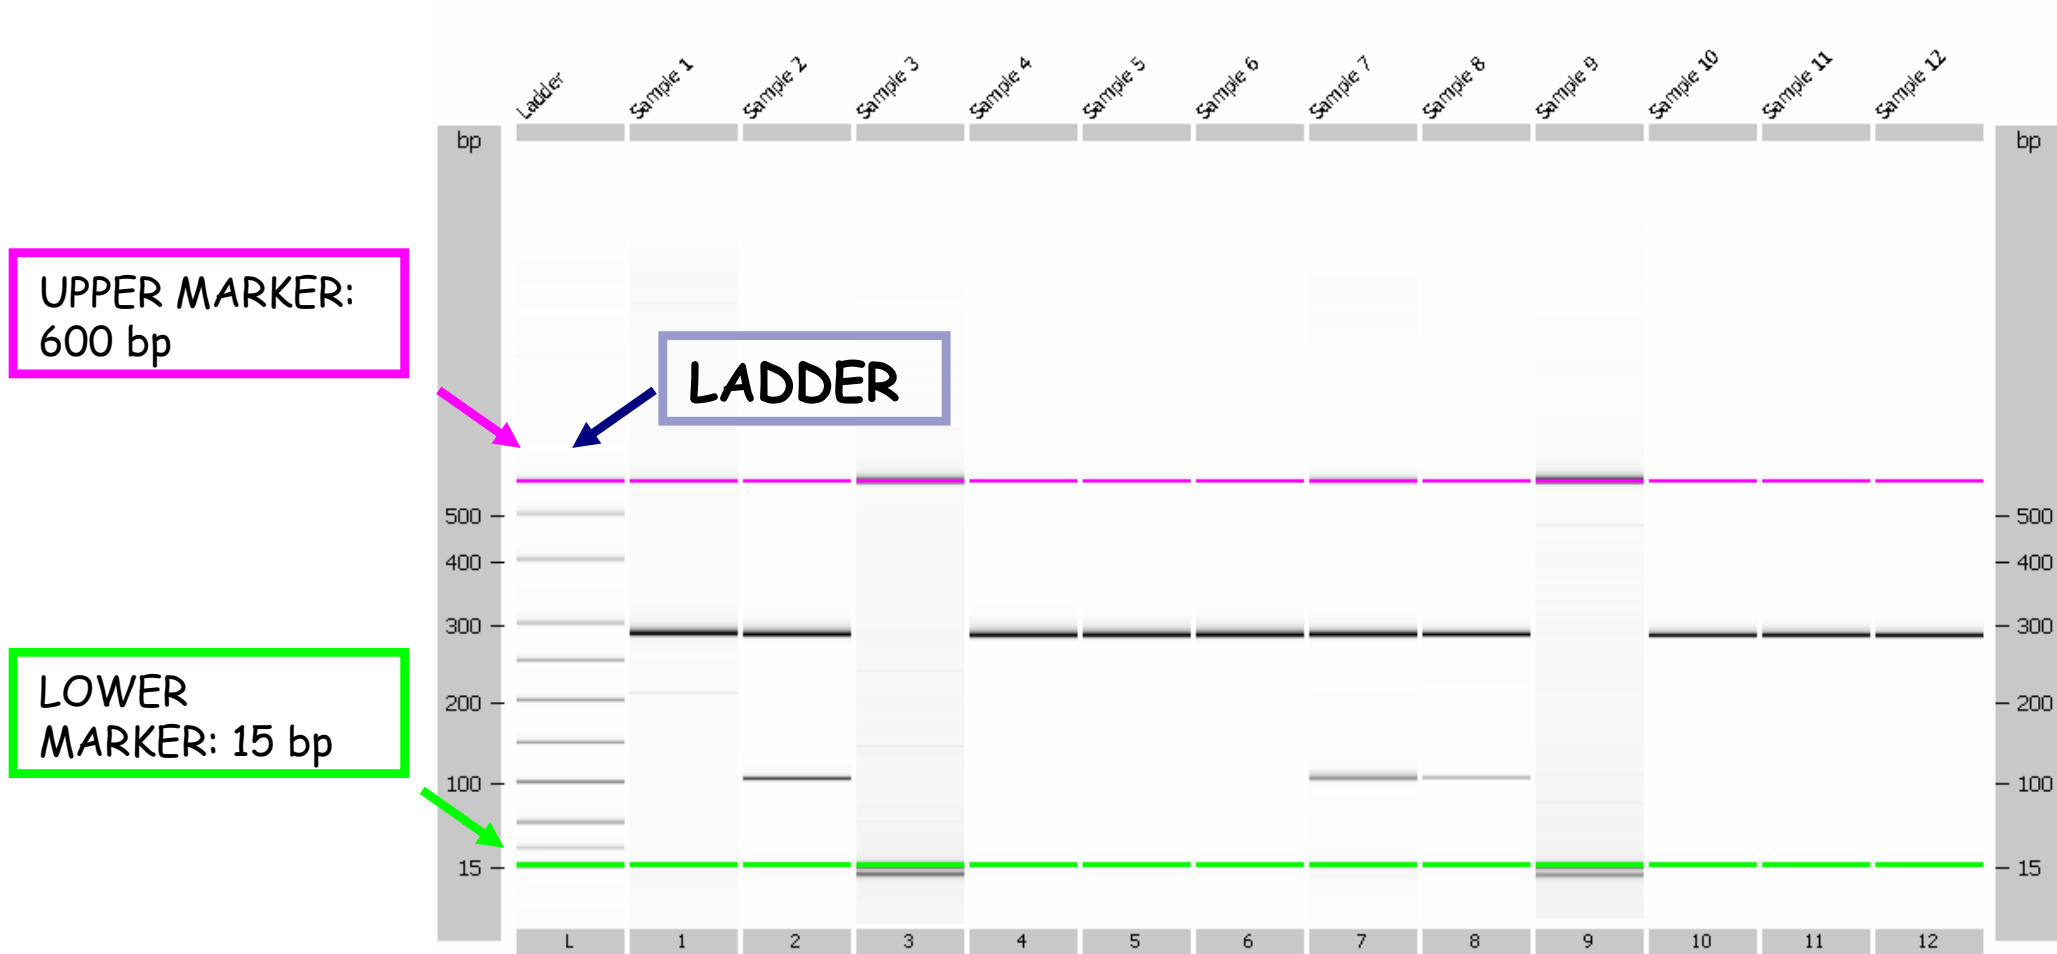 Ladder
Sample 1
Sample 2
Sample 3
Sample 4
Sample 5
Sample 6
Sample 7
Sample 8
Sample 9
Sample 10
Sample 11
Sample 12
bp
bp
UPPER MARKER:
600 bp
LADDER
500
500
400
400
300
300
LOWER
MARKER: 15 bp
200
200
100
100
15
15
L 1 2 3 4 5 6 7 8 9 10 11 12